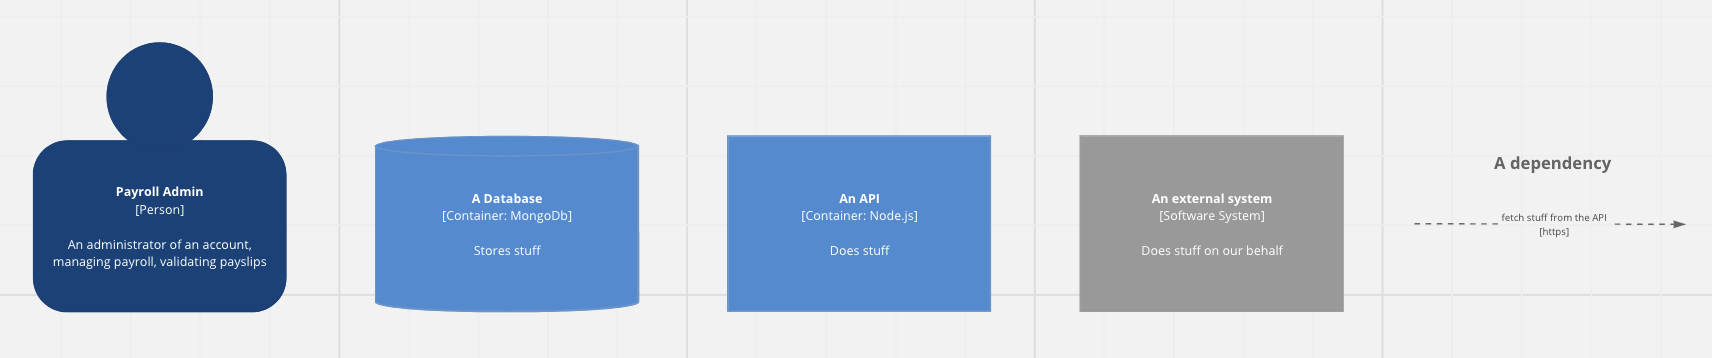 Payroll Admin
[Person]
An administrator of an account,
managing payroll, validating payslips
A Database
[Container: MongoDb]
Stores stuff
An API
[Container: Node.js]
Does stuff
An external system
[Software System]
Does stuff on our behalf
A dependency
fetch stuff from the API
[https]